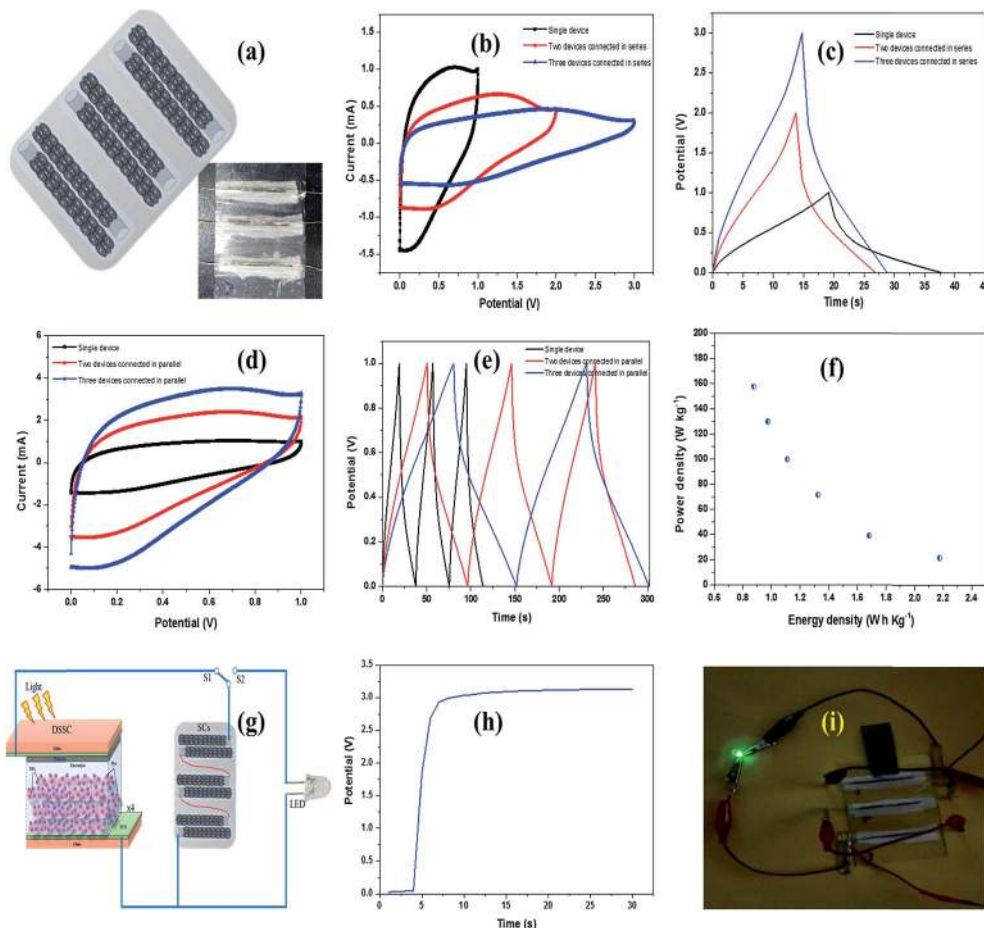 (a)
(b)
Single device
Two devices connected in series
Three devices connected in series
Current (mA)
1.5
1.0
0.5
0.0
-0.5
-1.0
-1.5
0.0 0.5 1.0 1.5 2.0 2.5 3.0
Potential (V)
(c)
Single device
Two devices connected in series
Three devices connected in series
Potential (V)
3.0
2.5
2.0
1.5
1.0
0.5
0.0
0 5 10 15 20 25 30 35 40 45
Time (s)
(d)
Single device
Two devices connected in parallel
Three devices connected in parallel
Current (mA)
6
4
2
0
-2
-4
-6
0.0 0.2 0.4 0.6 0.8 1.0
Potential (V)
(e)
Single device
Two devices connected in parallel
Three devices connected in parallel
Potential (V)
1.0
0.8
0.6
0.4
0.2
0.0
0 50 100 150 200 250 300
Time (s)
(f)
Power density (W kg⁻¹)
200
180
160
140
120
100
80
60
40
20
0
0.6 0.8 1.0 1.2 1.4 1.6 1.8 2.0 2.2 2.4
Energy density (W h Kg⁻¹)
(g)
Light
DSSC
x4
S1
S2
SCs
LED
(h)
Potential (V)
3.5
3.0
2.5
2.0
1.5
1.0
0.5
0.0
0 5 10 15 20 25 30
Time (s)
(i)